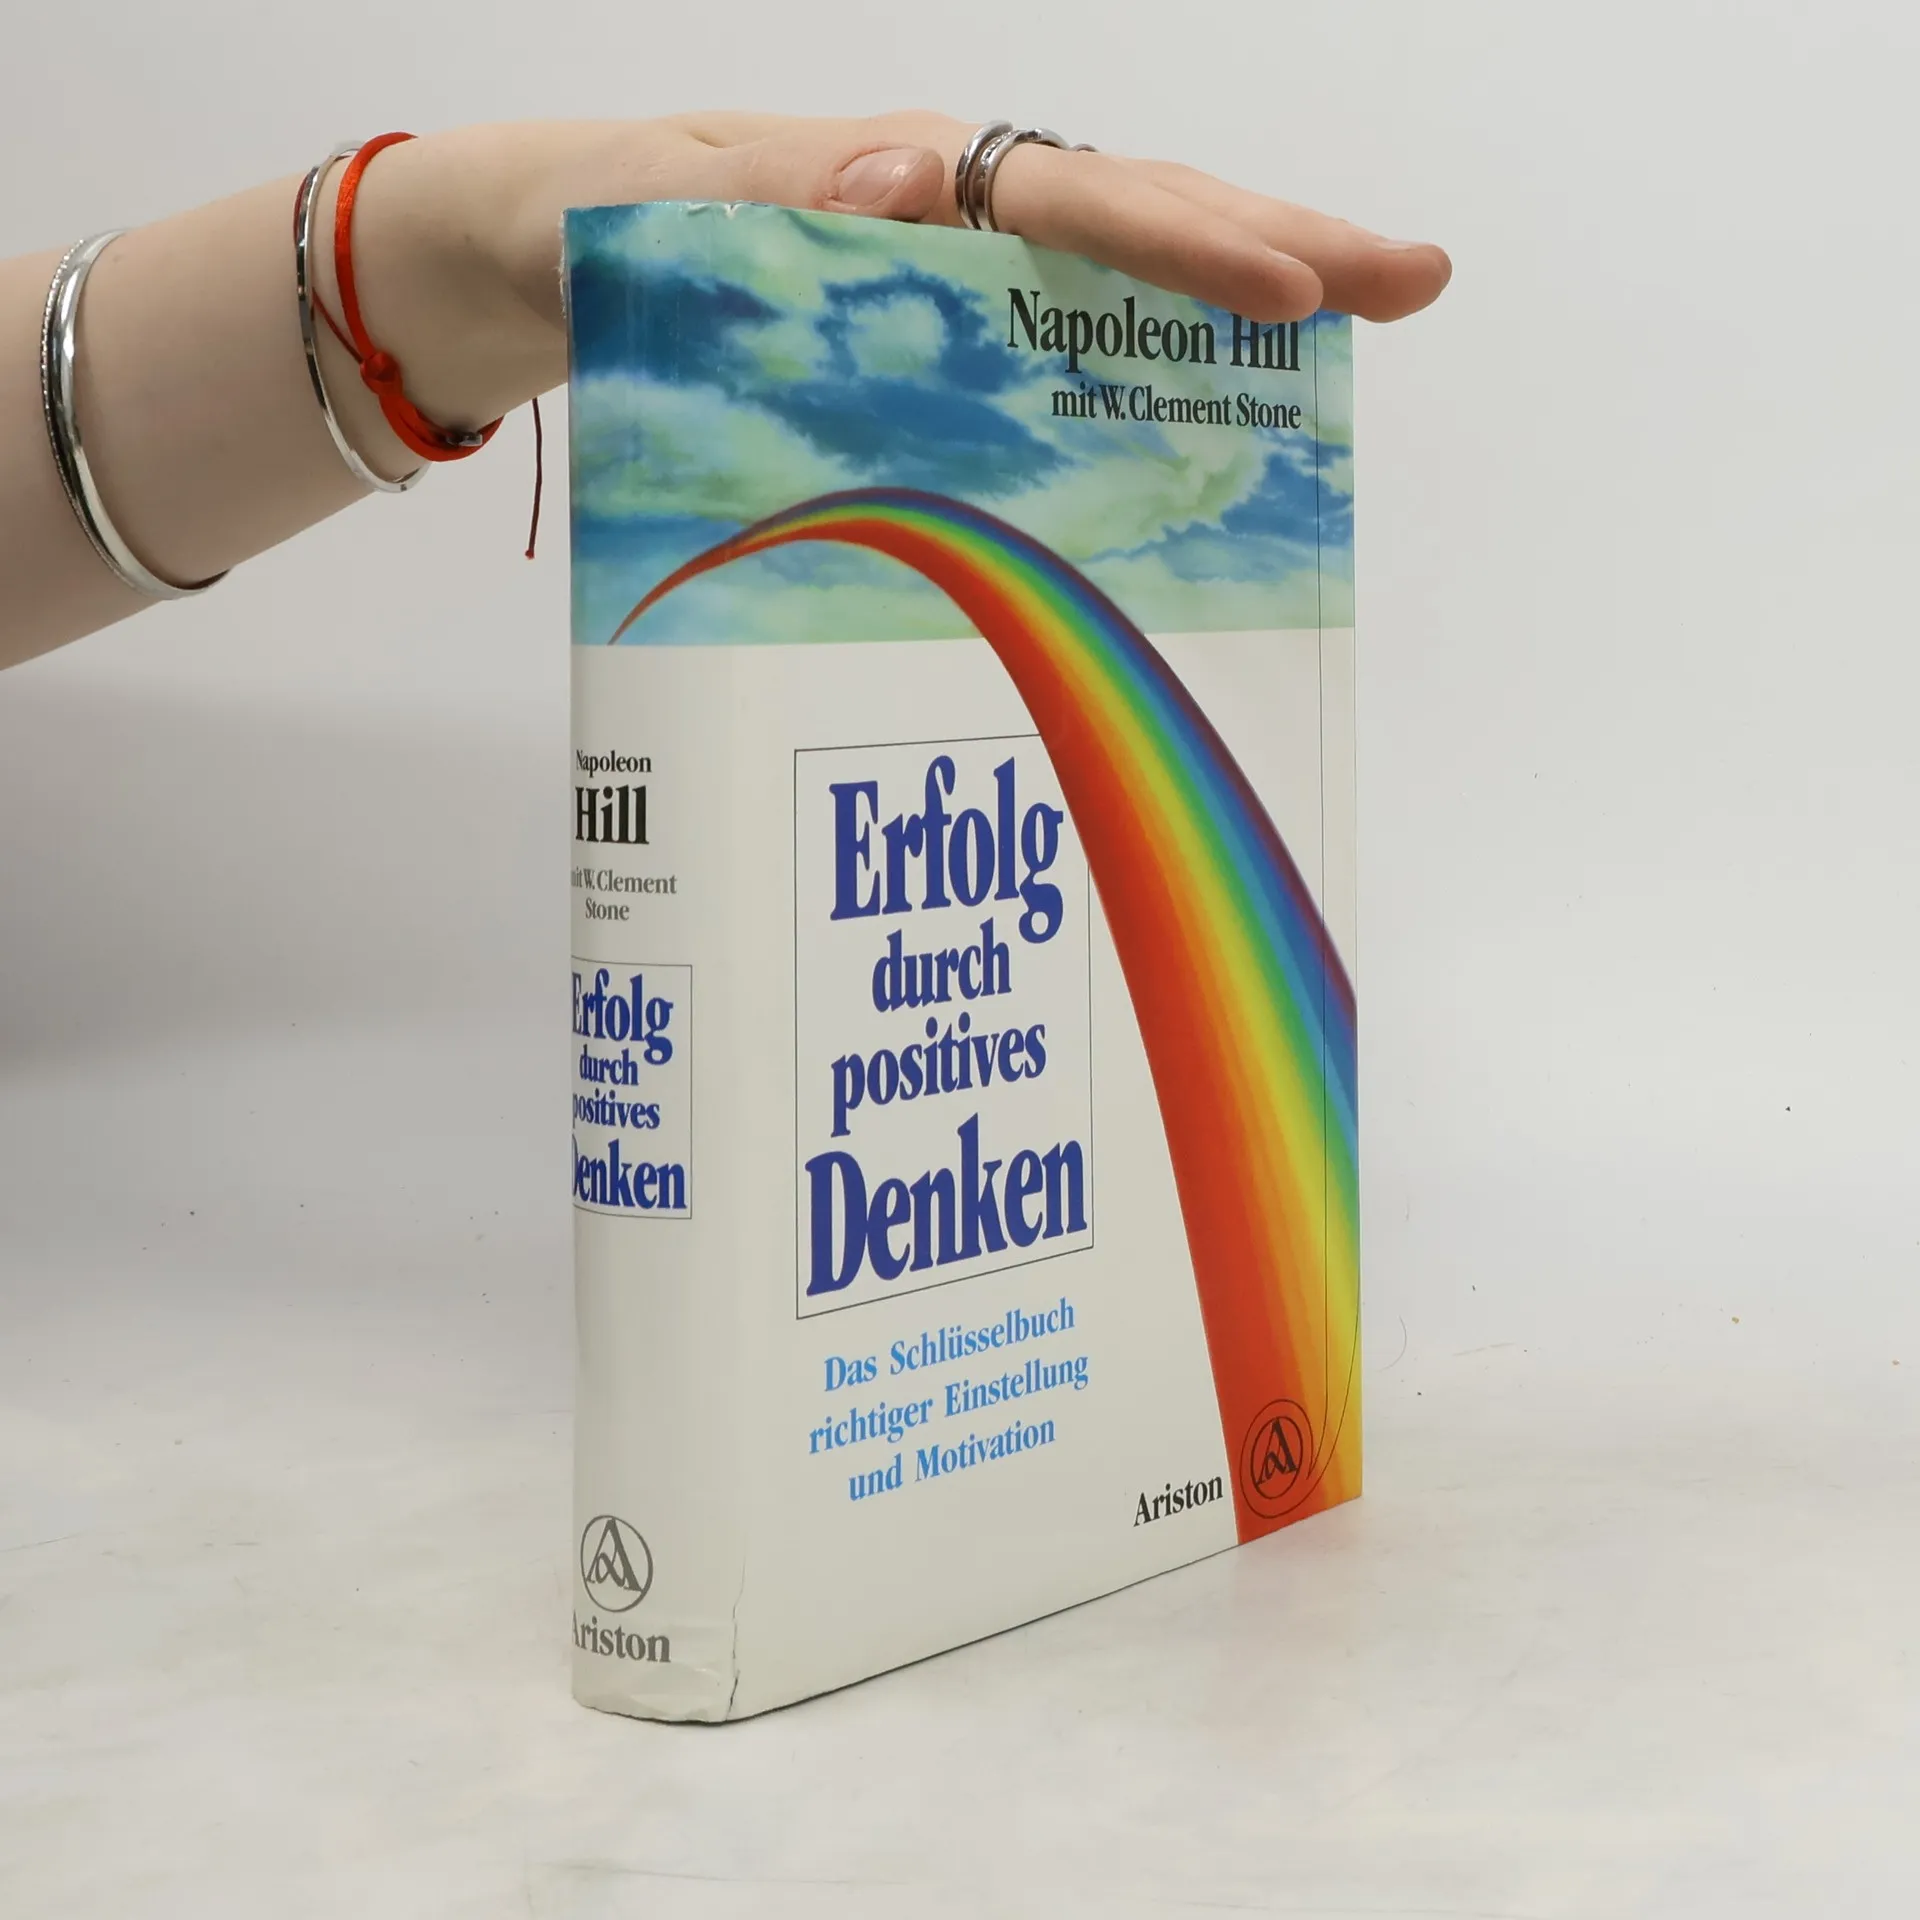 Napoleon Hill
mit W. Clement Stone
Erfolg
durch
positives
Denken
Das Schlüsselbuch
richtiger Einstellung
und Motivation
Ariston
Napoleon
Hill
mit W. Clement
Stone
Erfolg
durch
positives
Denken
Ariston